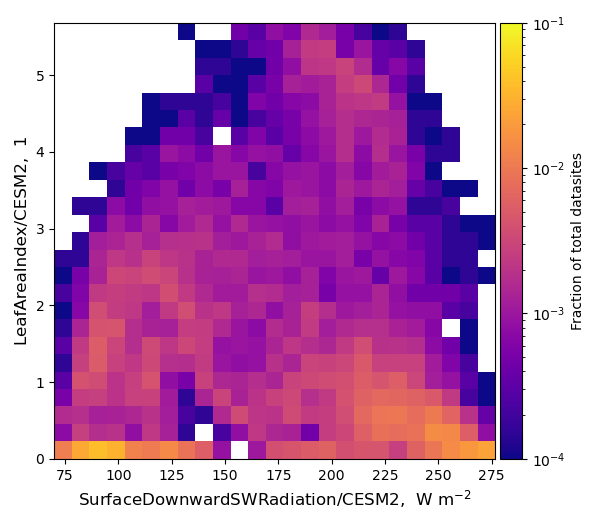 5
4
3
2
1
0
LeafAreaIndex/CESM2,  1
75 100 125 150 175 200 225 250 275
SurfaceDownwardSWRadiation/CESM2,  W m⁻²
10⁻¹
10⁻²
10⁻³
10⁻⁴
Fraction of total datasites